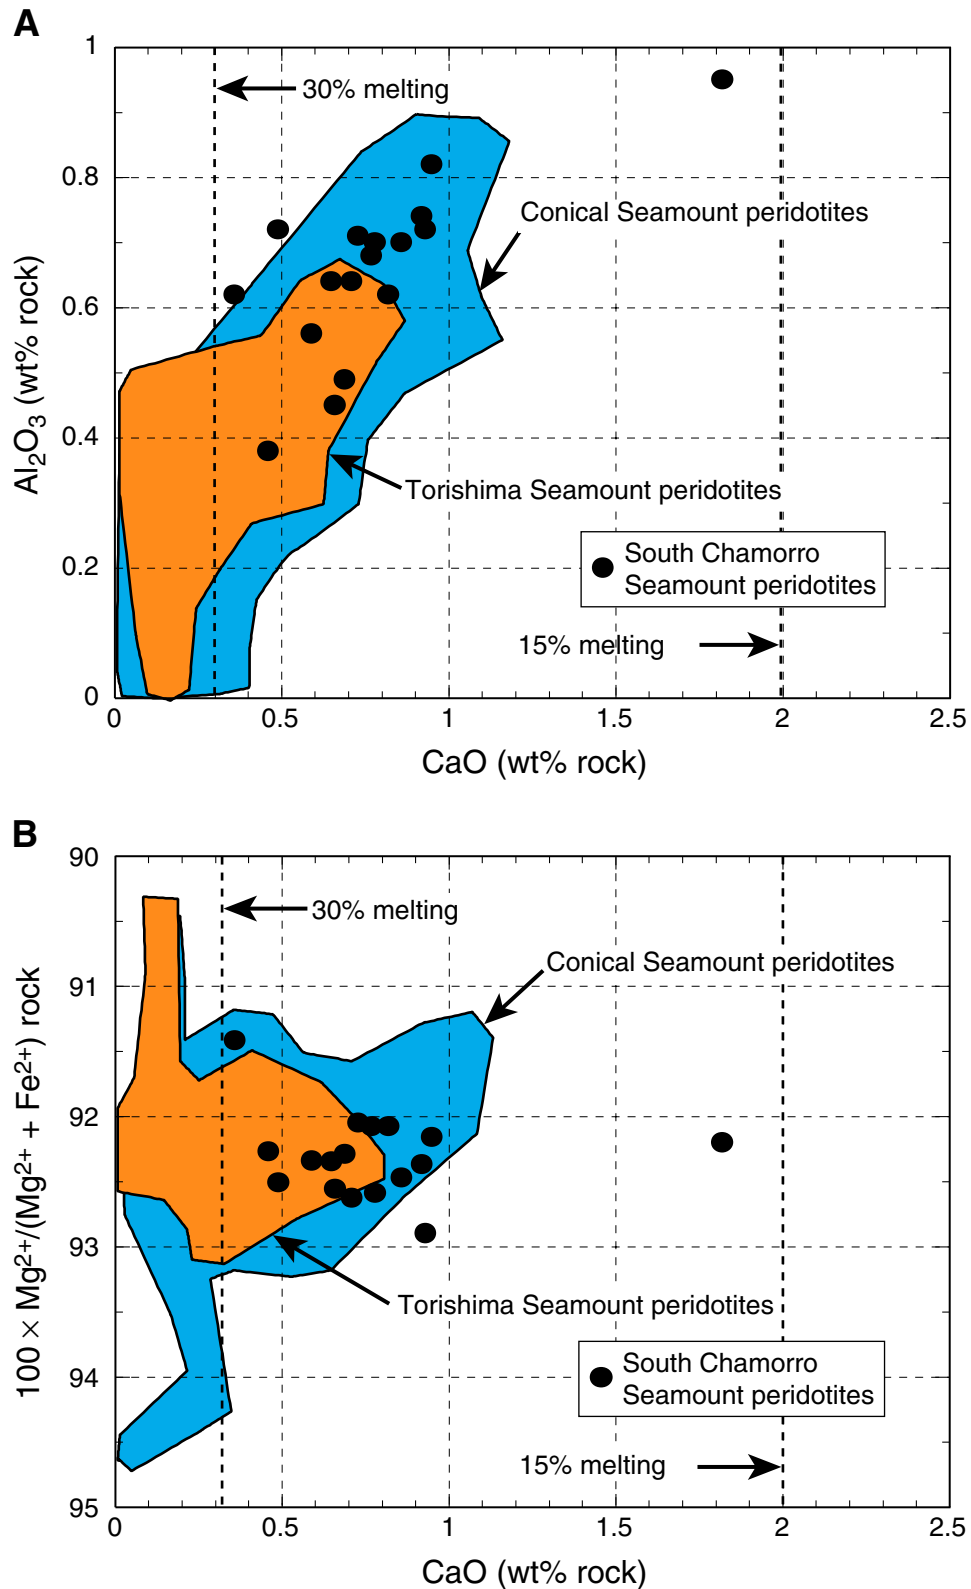 A
1
0.8
0.6
0.4
0.2
0
Al₂O₃ (wt% rock)
30% melting
Conical Seamount peridotites
Torishima Seamount peridotites
South Chamorro
Seamount peridotites
15% melting
0 0.5 1 1.5 2 2.5
CaO (wt% rock)
B
90
91
92
93
94
95
100 × Mg²⁺/(Mg²⁺ + Fe²⁺) rock
30% melting
Conical Seamount peridotites
Torishima Seamount peridotites
South Chamorro
Seamount peridotites
15% melting
0 0.5 1 1.5 2 2.5
CaO (wt% rock)